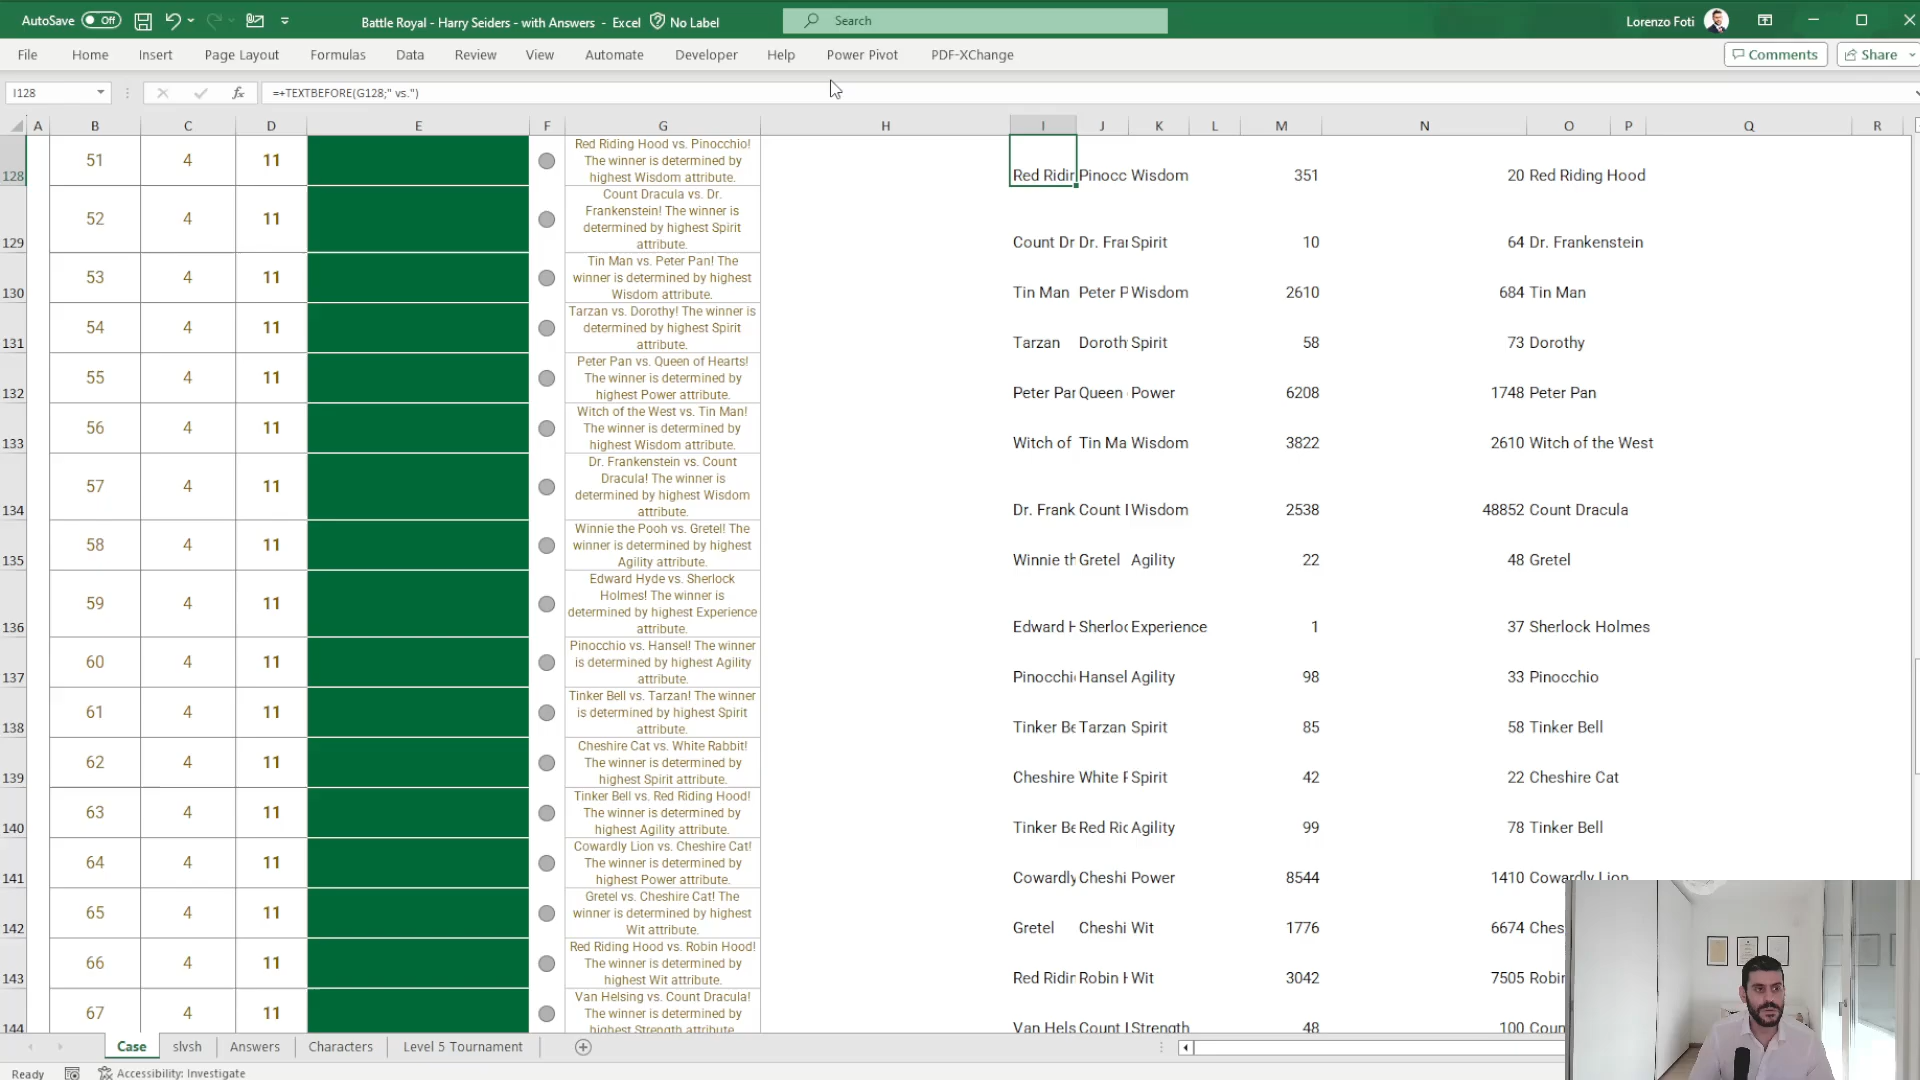 AutoSave Off Battle Royal - Harry Seiders - with Answers - Excel No Label Search Lorenzo Foti
File Home Insert Page Layout Formulas Data Review View Automate Developer Help Power Pivot PDF-XChange Comments Share
I128 fx =+TEXTBEFORE(G128;" vs.")
A B C D E F G H I J K L M N O P Q R
128 51 4 11
Red Riding Hood vs. Pinocchio!
The winner is determined by
highest Wisdom attribute.
Red Ridin Pinocc Wisdom 351 20 Red Riding Hood
129 52 4 11
Count Dracula vs. Dr.
Frankenstein! The winner is
determined by highest Spirit
attribute.
Count Dr Dr. Frai Spirit 10 64 Dr. Frankenstein
130 53 4 11
Tin Man vs. Peter Pan! The
winner is determined by highest
Wisdom attribute.
Tin Man Peter P Wisdom 2610 684 Tin Man
131 54 4 11
Tarzan vs. Dorothy! The winner is
determined by highest Spirit
attribute.
Tarzan Doroth Spirit 58 73 Dorothy
132 55 4 11
Peter Pan vs. Queen of Hearts!
The winner is determined by
highest Power attribute.
Peter Par Queen Power 6208 1748 Peter Pan
133 56 4 11
Witch of the West vs. Tin Man!
The winner is determined by
highest Wisdom attribute.
Witch of Tin Ma Wisdom 3822 2610 Witch of the West
134 57 4 11
Dr. Frankenstein vs. Count
Dracula! The winner is
determined by highest Wisdom
attribute.
Dr. Frank Count Wisdom 2538 48852 Count Dracula
135 58 4 11
Winnie the Pooh vs. Gretel! The
winner is determined by highest
Agility attribute.
Winnie th Gretel Agility 22 48 Gretel
136 59 4 11
Edward Hyde vs. Sherlock
Holmes! The winner is
determined by highest Experience
attribute.
Edward H Sherloc Experience 1 37 Sherlock Holmes
137 60 4 11
Pinocchio vs. Hansel! The winner
is determined by highest Agility
attribute.
Pinocchi Hansel Agility 98 33 Pinocchio
138 61 4 11
Tinker Bell vs. Tarzan! The winner
is determined by highest Spirit
attribute.
Tinker Be Tarzan Spirit 85 58 Tinker Bell
139 62 4 11
Cheshire Cat vs. White Rabbit!
The winner is determined by
highest Spirit attribute.
Cheshire White F Spirit 42 22 Cheshire Cat
140 63 4 11
Tinker Bell vs. Red Riding Hood!
The winner is determined by
highest Agility attribute.
Tinker Be Red Ric Agility 99 78 Tinker Bell
141 64 4 11
Cowardly Lion vs. Cheshire Cat!
The winner is determined by
highest Power attribute.
Cowardly Cheshi Power 8544 1410 Cowardly Lion
142 65 4 11
Gretel vs. Cheshire Cat! The
winner is determined by highest
Wit attribute.
Gretel Cheshi Wit 1776 6674 Ches
143 66 4 11
Red Riding Hood vs. Robin Hood!
The winner is determined by
highest Wit attribute.
Red Ridin Robin H Wit 3042 7505 Robin
144 67 4 11
Van Helsing vs. Count Dracula!
The winner is determined by
highest Strength attribute.
Van Hels Count Strength 48 100 Coun
Case slvsh Answers Characters Level 5 Tournament
Ready Accessibility: Investigate